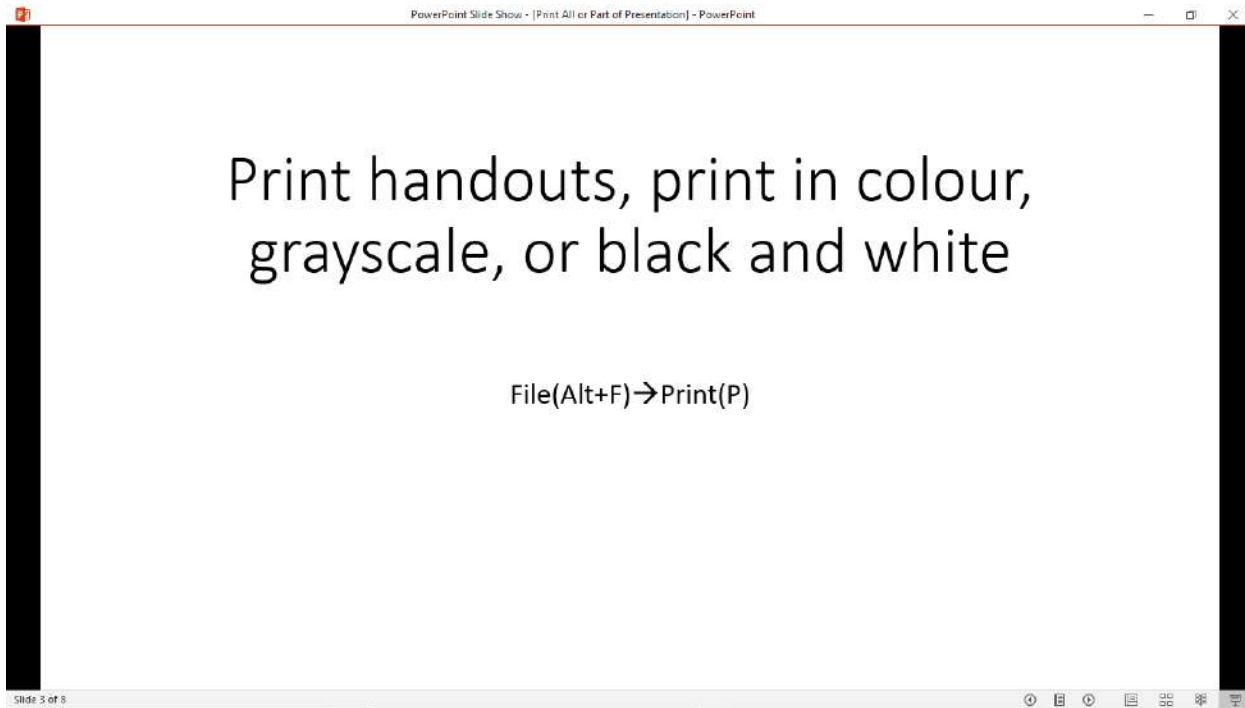 PowerPoint Slide Show - [Print All or Part of Presentation] - PowerPoint
Print handouts, print in colour,
grayscale, or black and white
File(Alt+F)→Print(P)
Slide 3 of 8